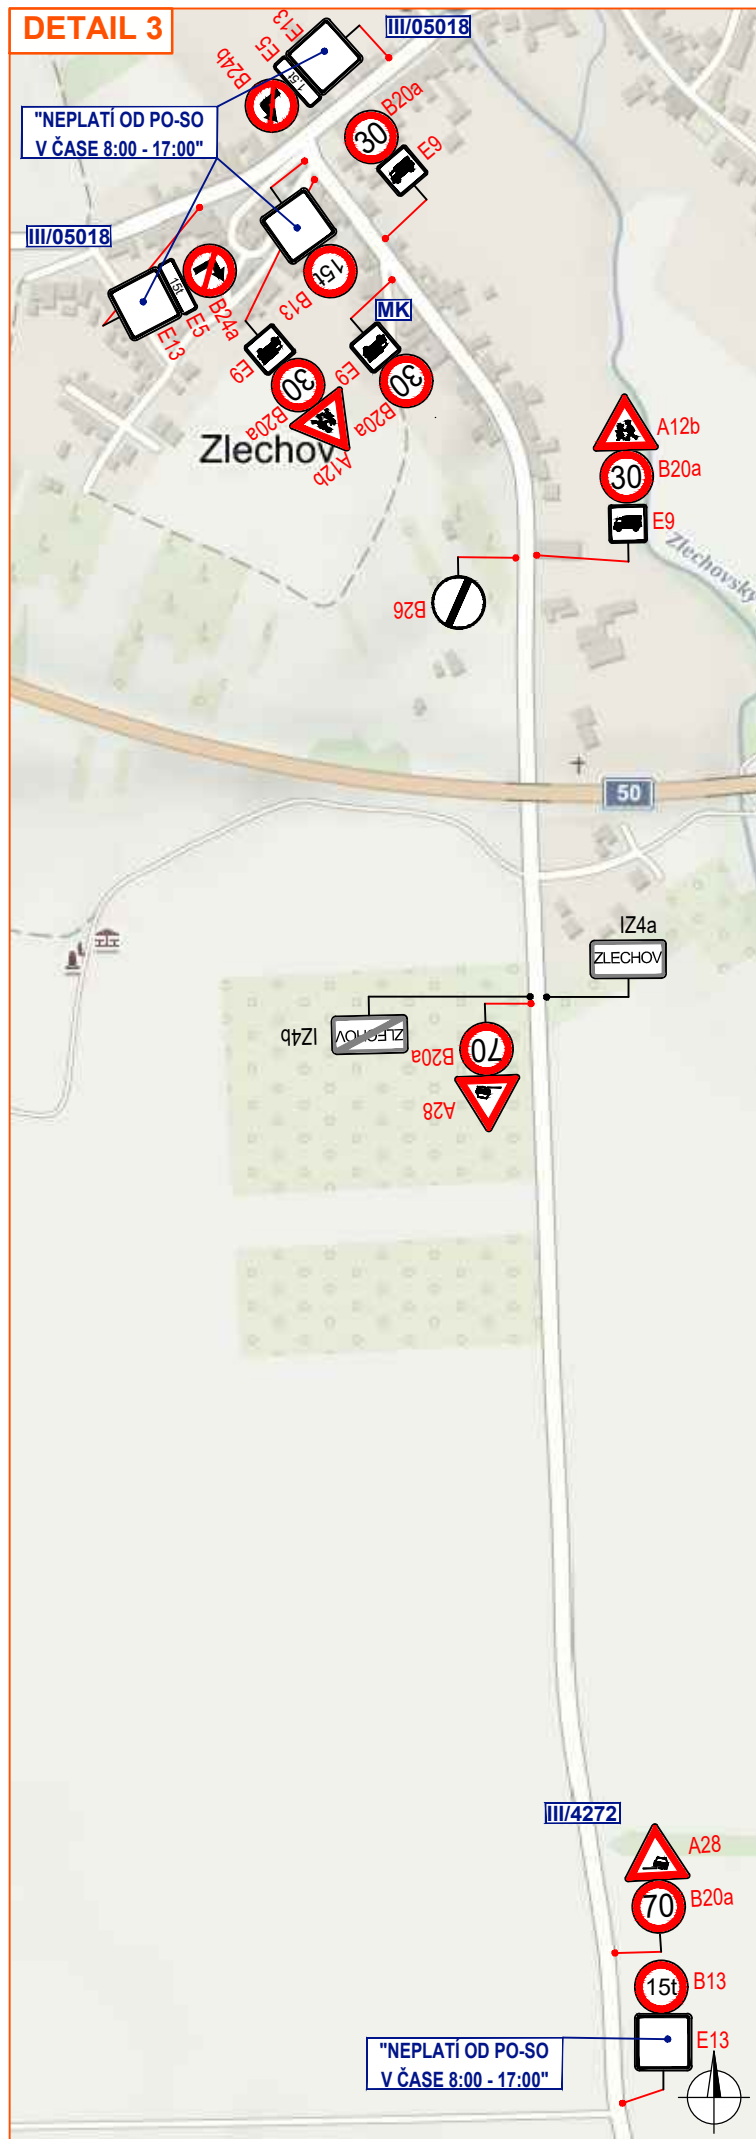 DETAIL 3
E13
E5
1,5t
B24b
III/05018
"NEPLATÍ OD PO-SO
V ČASE 8:00 - 17:00"
B20a
30
E9
III/05018
15t
B13
15t
B24a
E5
E13
MK
E9
30
B20a
A12b
E9
30
B20a
Zlechov
A12b
30
B20a
E9
Zlechovský
B26
50
IZ4a
ZLECHOV
IZ4b
ZLECHOV
B20a
70
A28
III/4272
A28
70
B20a
15t
B13
E13
"NEPLATÍ OD PO-SO
V ČASE 8:00 - 17:00"